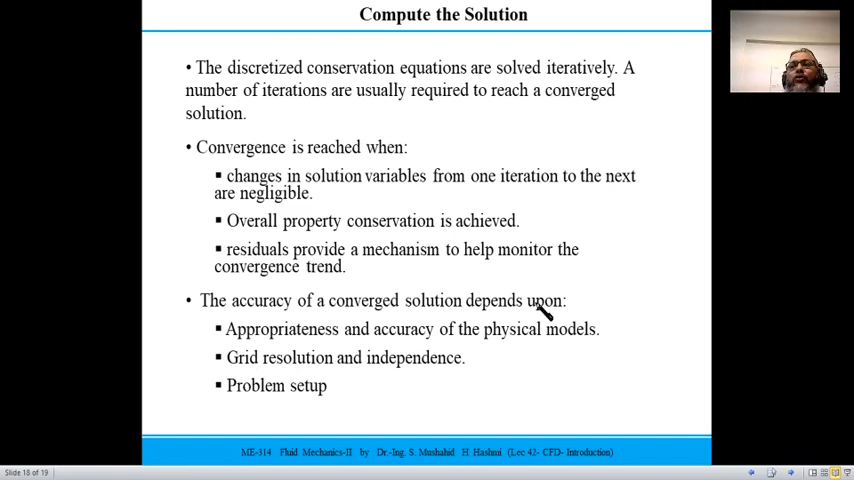 Compute the Solution
• The discretized conservation equations are solved iteratively. A
number of iterations are usually required to reach a converged
solution.
• Convergence is reached when:
▪ changes in solution variables from one iteration to the next
are negligible.
▪ Overall property conservation is achieved.
▪ residuals provide a mechanism to help monitor the
convergence trend.
• The accuracy of a converged solution depends upon:
▪ Appropriateness and accuracy of the physical models.
▪ Grid resolution and independence.
▪ Problem setup
ME-314 Fluid Mechanics-II by Dr.-Ing. S. Mushahid H Hashmi (Lec 42- CFD- Introduction)
Slide 18 of 19